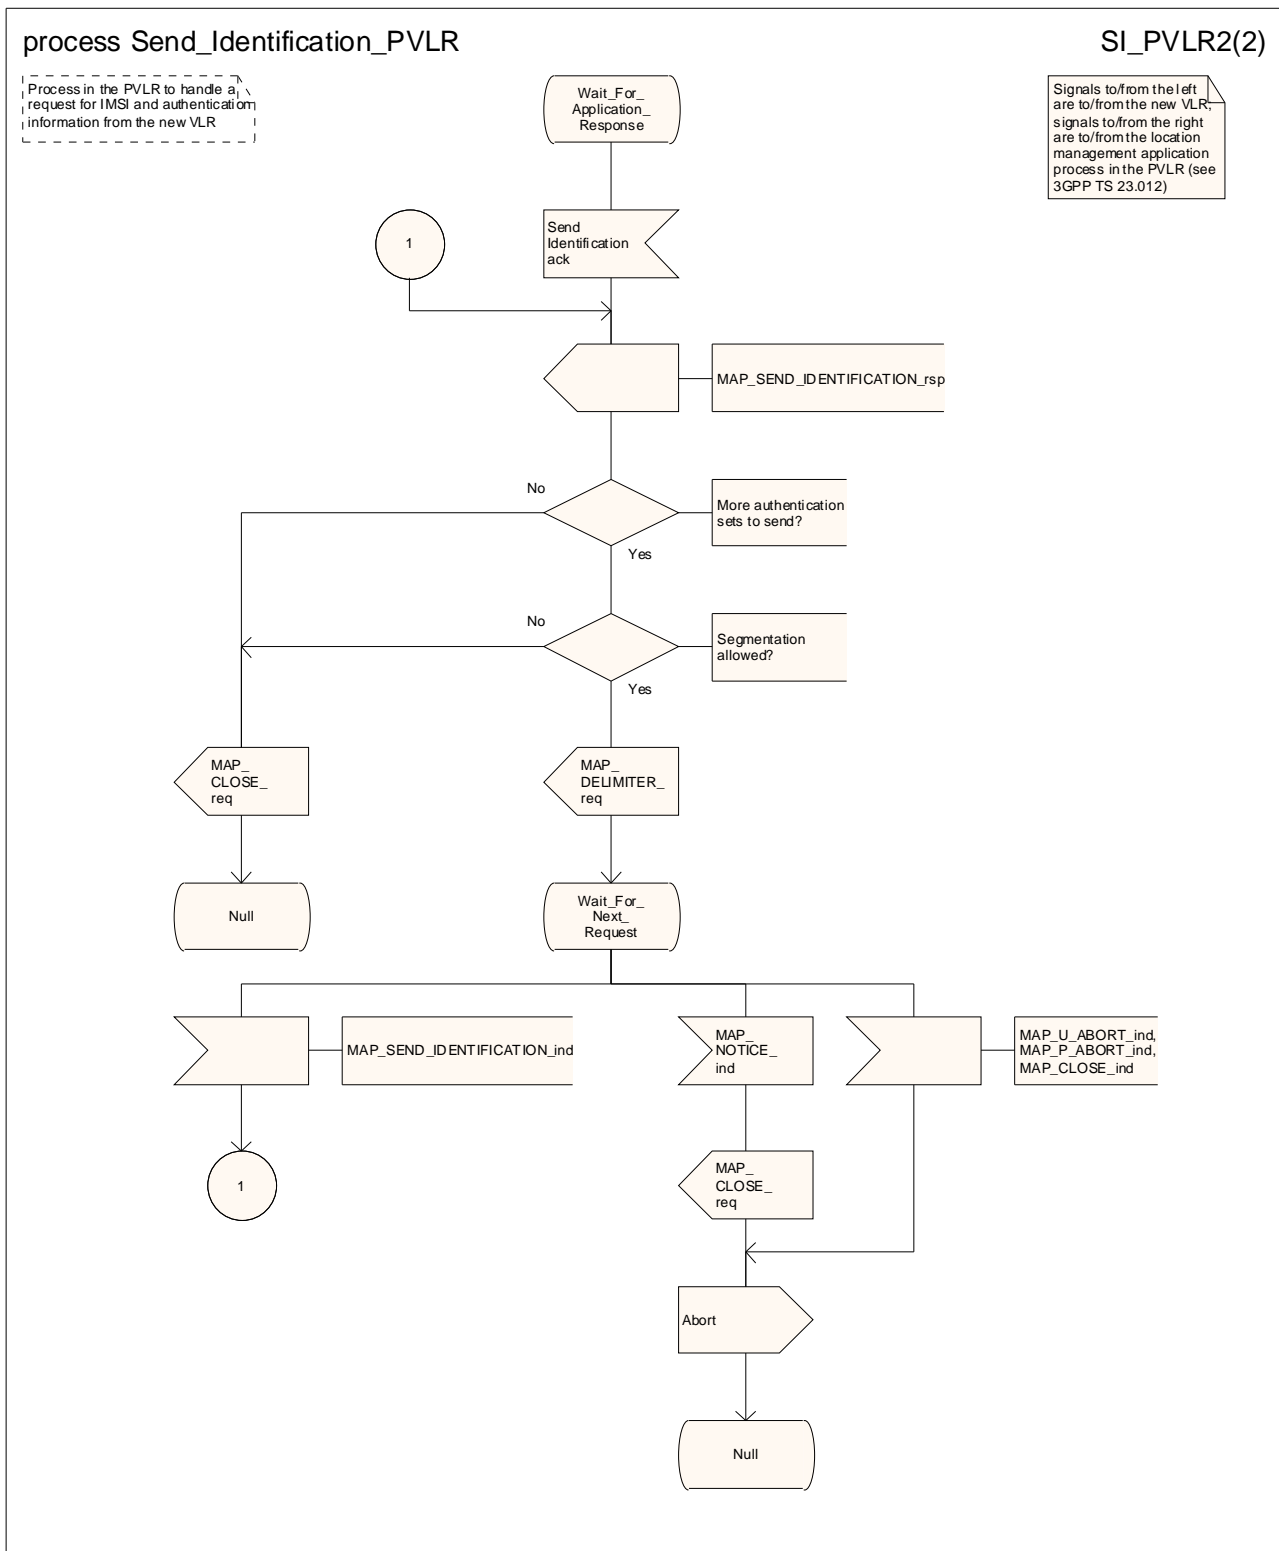 process Send_Identification_PVLR
SI_PVLR2(2)
Process in the PVLR to handle a
request for IMSI and authentication
information from the new VLR
Wait_For_
Application_
Response
Signals to/from the left
are to/from the new VLR;
signals to/from the right
are to/from the location
management application
process in the PVLR (see
3GPP TS 23.012)
1
Send
Identification
ack
MAP_SEND_IDENTIFICATION_rsp
No
More authentication
sets to send?
Yes
No
Segmentation
allowed?
Yes
MAP_
CLOSE_
req
MAP_
DELIMITER_
req
Null
Wait_For_
Next_
Request
MAP_SEND_IDENTIFICATION_ind
MAP_
NOTICE_
ind
MAP_U_ABORT_ind,
MAP_P_ABORT_ind,
MAP_CLOSE_ind
1
MAP_
CLOSE_
req
Abort
Null